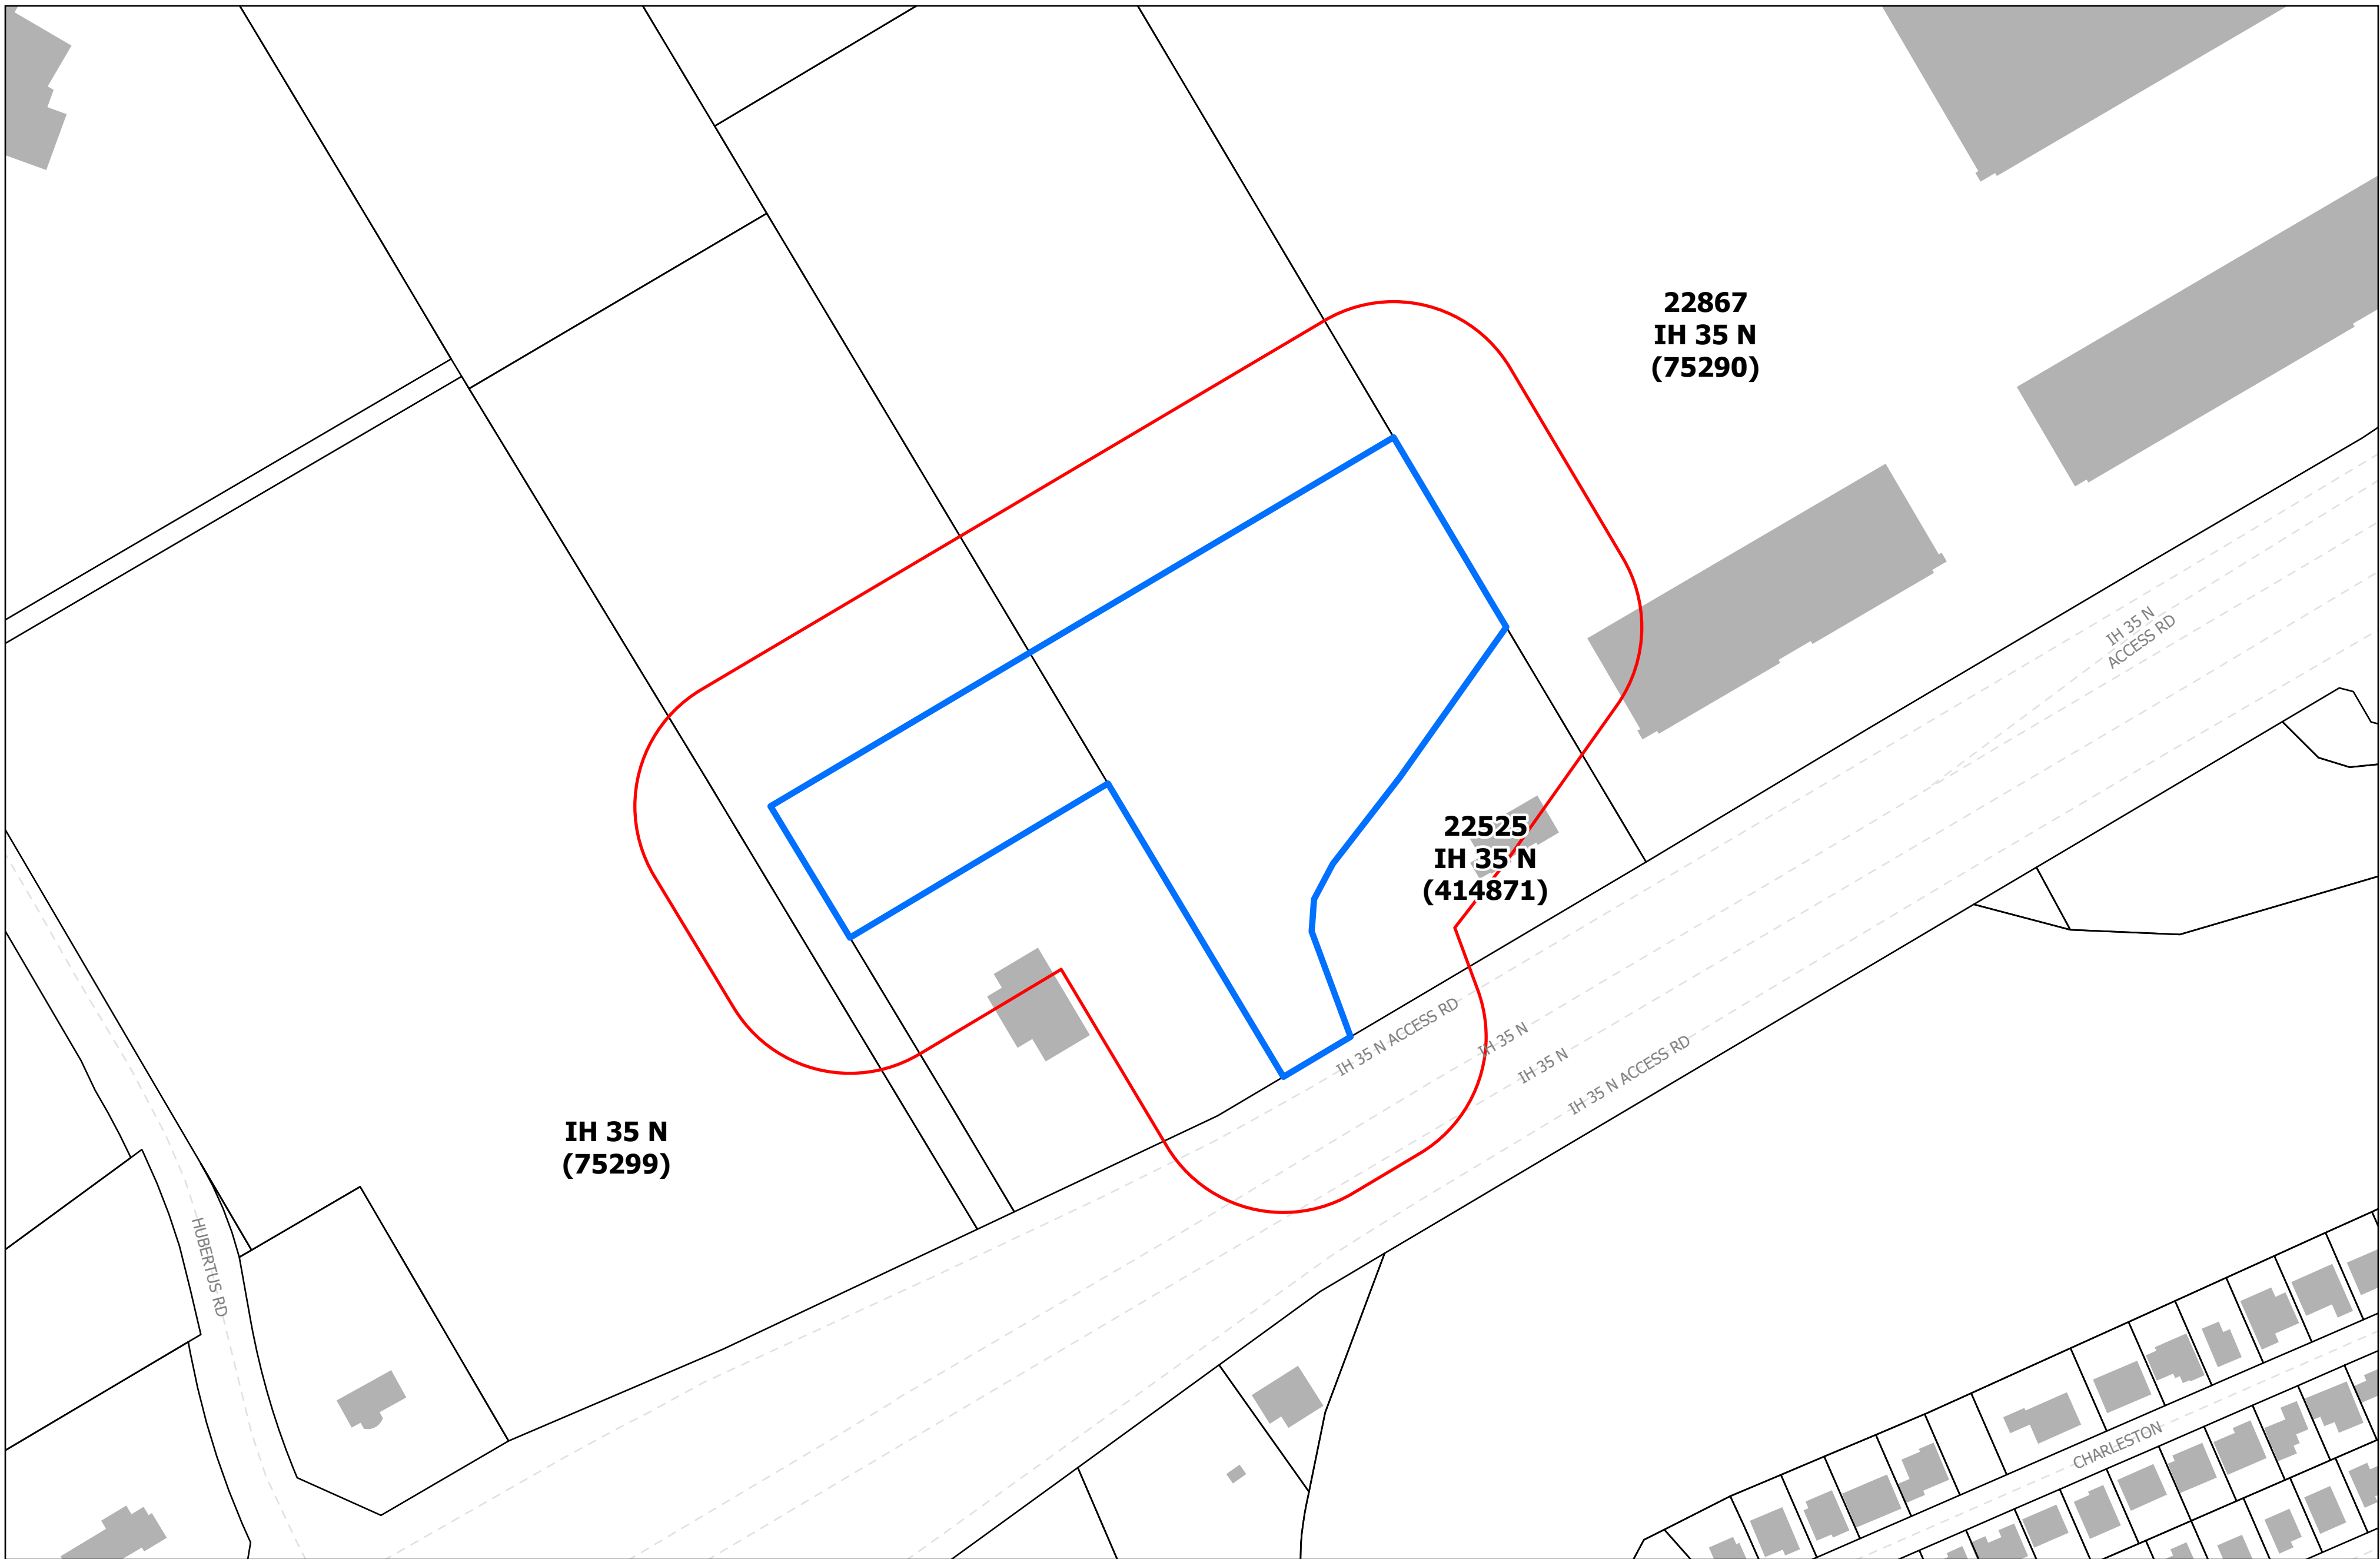 22867
IH 35 N
(75290)
IH 35 N
ACCESS RD
22525
IH 35 N
(414871)
IH 35 N ACCESS RD
IH 35 N
IH 35 N
IH 35 N ACCESS RD
IH 35 N
(75299)
HUBERTUS RD
CHARLESTON